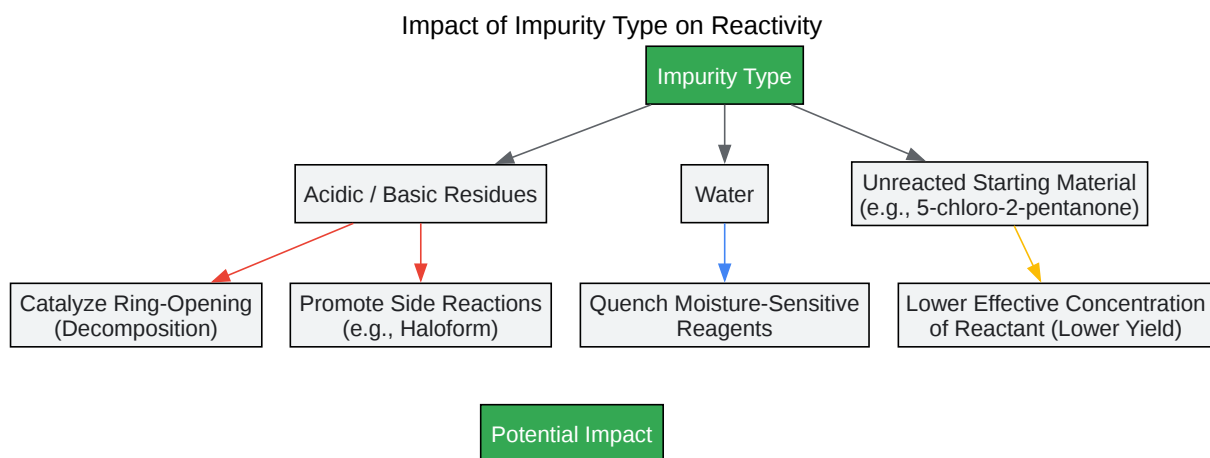 Impact of Impurity Type on Reactivity
Impurity Type
Acidic / Basic Residues
Water
Unreacted Starting Material
(e.g., 5-chloro-2-pentanone)
Catalyze Ring-Opening
(Decomposition)
Promote Side Reactions
(e.g., Haloform)
Quench Moisture-Sensitive
Reagents
Lower Effective Concentration
of Reactant (Lower Yield)
Potential Impact